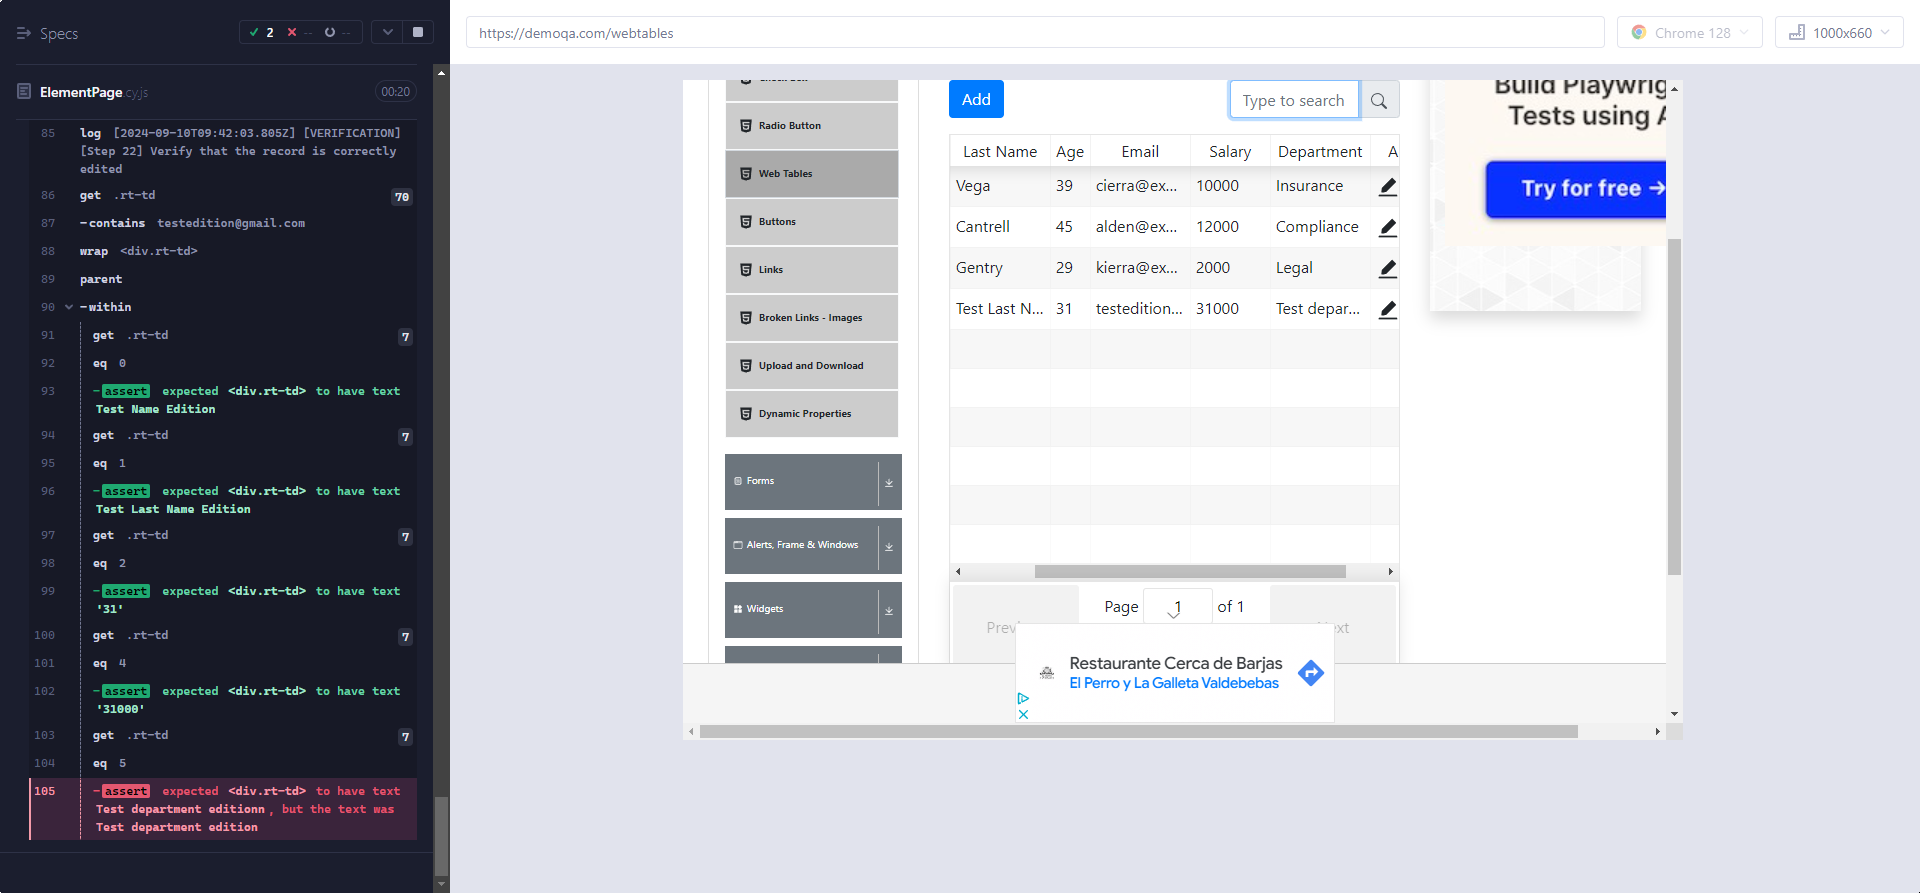 Specs
2
--
--
https://demoqa.com/webtables
Chrome 128
1000x660
ElementPage.cy.js
00:20
85 log [2024-09-10T09:42:03.805Z] [VERIFICATION]
[Step 22] Verify that the record is correctly
edited
86 get .rt-td 70
87 -contains testedition@gmail.com
88 wrap <div.rt-td>
89 parent
90 -within
91 get .rt-td 7
92 eq 0
93 -assert expected <div.rt-td> to have text
Test Name Edition
94 get .rt-td 7
95 eq 1
96 -assert expected <div.rt-td> to have text
Test Last Name Edition
97 get .rt-td 7
98 eq 2
99 -assert expected <div.rt-td> to have text
'31'
100 get .rt-td 7
101 eq 4
102 -assert expected <div.rt-td> to have text
'31000'
103 get .rt-td 7
104 eq 5
105 -assert expected <div.rt-td> to have text
Test department editionn, but the text was
Test department edition
Radio Button
Web Tables
Buttons
Links
Broken Links - Images
Upload and Download
Dynamic Properties
Forms
Alerts, Frame & Windows
Widgets
Add
Type to search
Last Name Age Email Salary Department A
Vega 39 cierra@ex... 10000 Insurance
Cantrell 45 alden@ex... 12000 Compliance
Gentry 29 kierra@ex... 2000 Legal
Test Last N... 31 testedition... 31000 Test depar...
Page 1 of 1
Restaurante Cerca de Barjas
El Perro y La Galleta Valdebebas
Build Playwrig
Tests using A
Try for free →